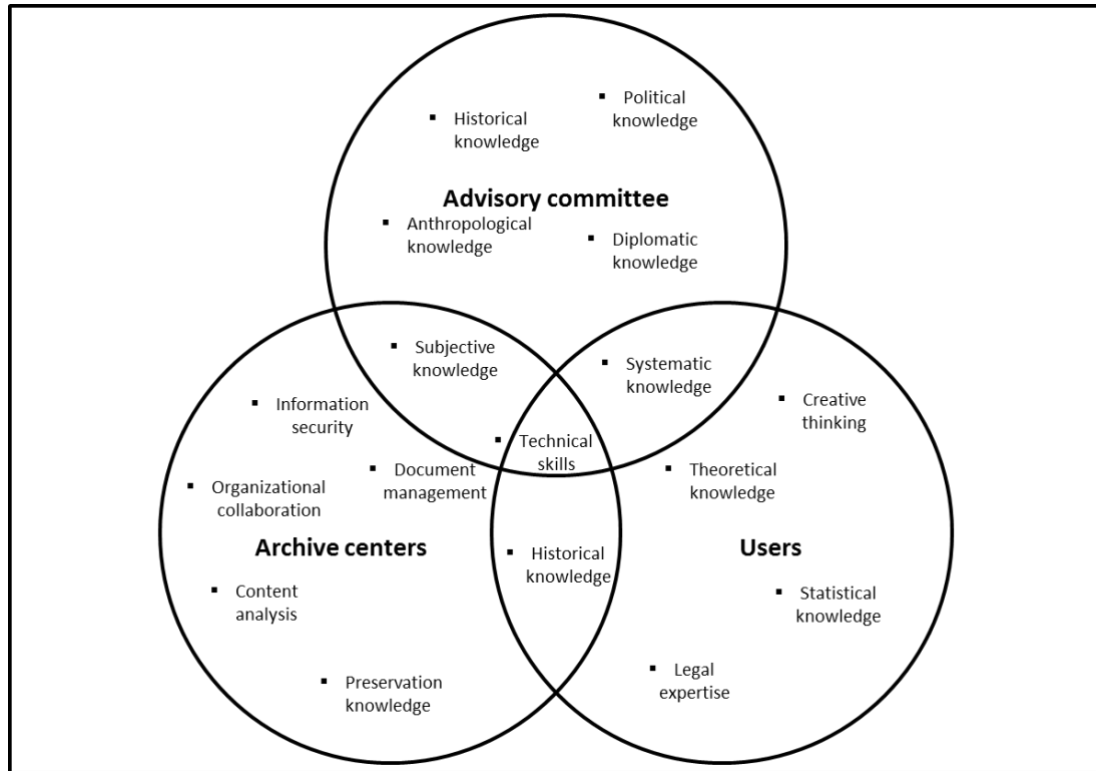 ▪ Political
knowledge
▪ Historical
knowledge
Advisory committee
▪ Anthropological
knowledge
▪ Diplomatic
knowledge
▪ Subjective
knowledge
▪ Systematic
knowledge
▪ Information
security
▪ Creative
thinking
▪ Technical
skills
▪ Document
management
▪ Theoretical
knowledge
▪ Organizational
collaboration
Archive centers
▪ Historical
knowledge
Users
▪ Content
analysis
▪ Statistical
knowledge
▪ Legal
expertise
▪ Preservation
knowledge